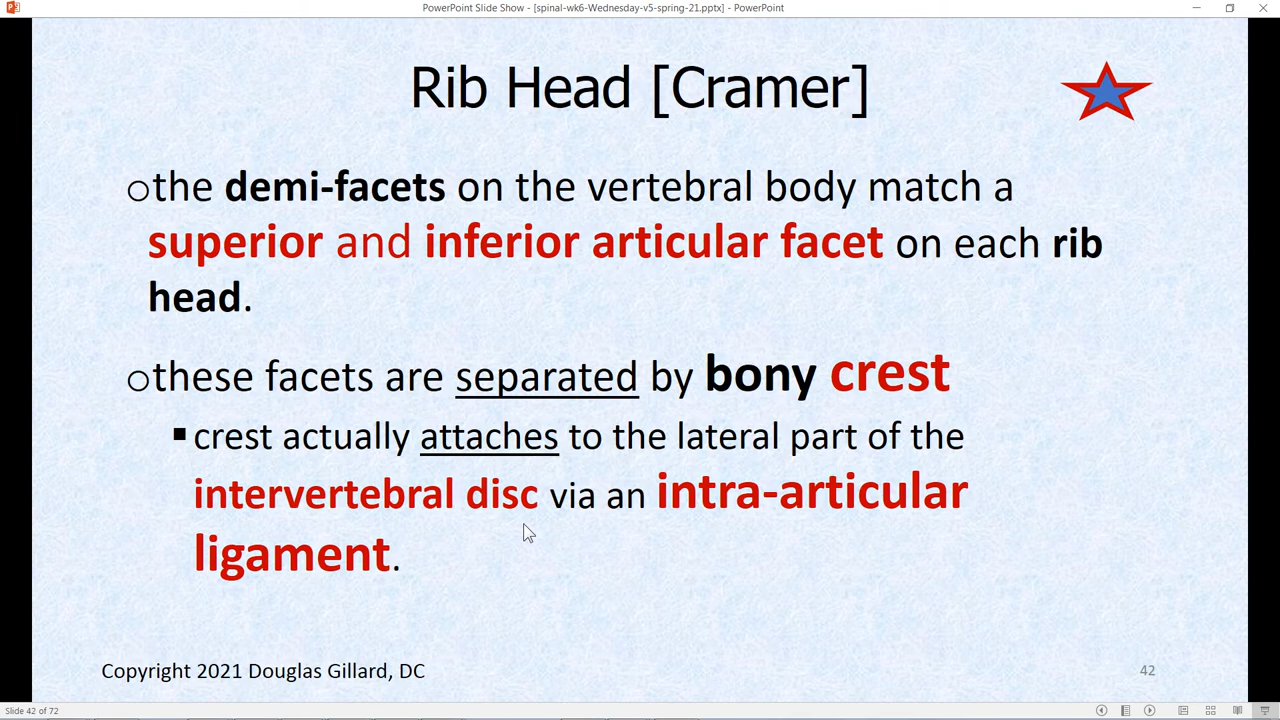 PowerPoint Slide Show - [spinal-wk6-Wednesday-v5-spring-21.pptx] - PowerPoint
Rib Head [Cramer]
the demi-facets on the vertebral body match a
superior and inferior articular facet on each rib
head.
these facets are separated by bony crest
crest actually attaches to the lateral part of the
intervertebral disc via an intra-articular
ligament.
Copyright 2021 Douglas Gillard, DC
42
Slide 42 of 72